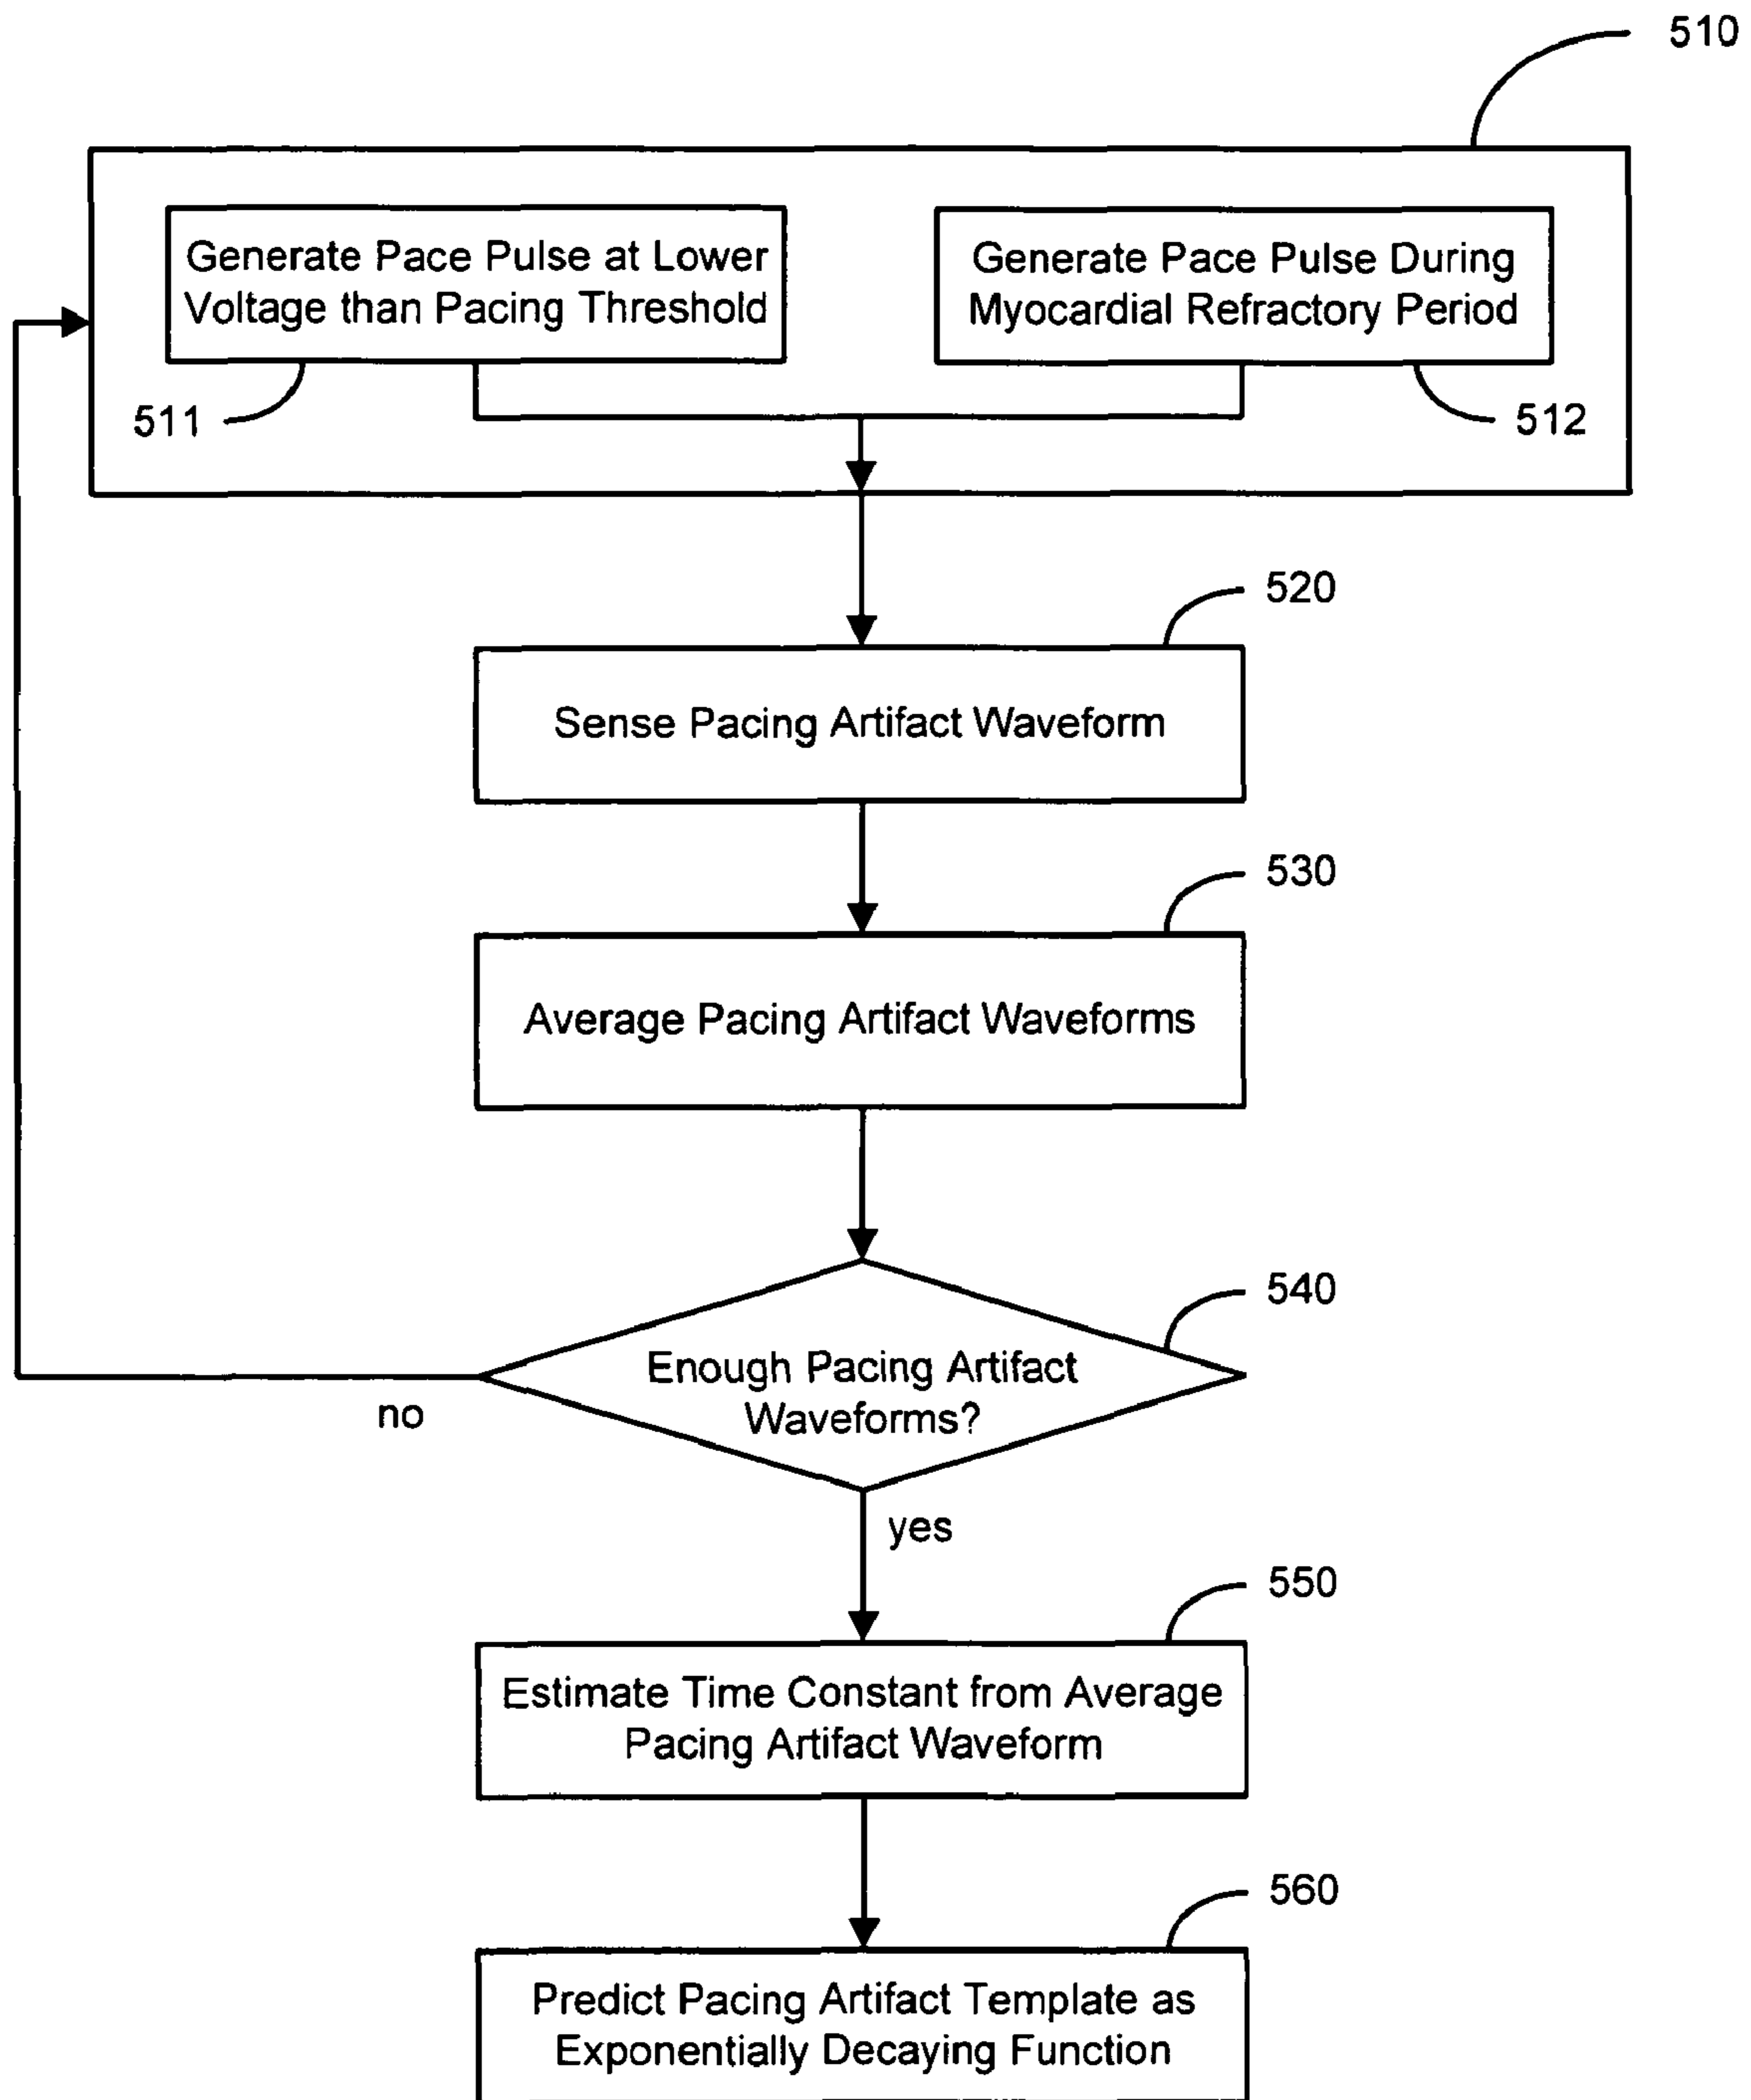 510
Generate Pace Pulse at Lower
Voltage than Pacing Threshold
Generate Pace Pulse During
Myocardial Refractory Period
511
512
520
Sense Pacing Artifact Waveform
530
Average Pacing Artifact Waveforms
540
Enough Pacing Artifact
Waveforms?
no
yes
550
Estimate Time Constant from Average
Pacing Artifact Waveform
560
Predict Pacing Artifact Template as
Exponentially Decaying Function